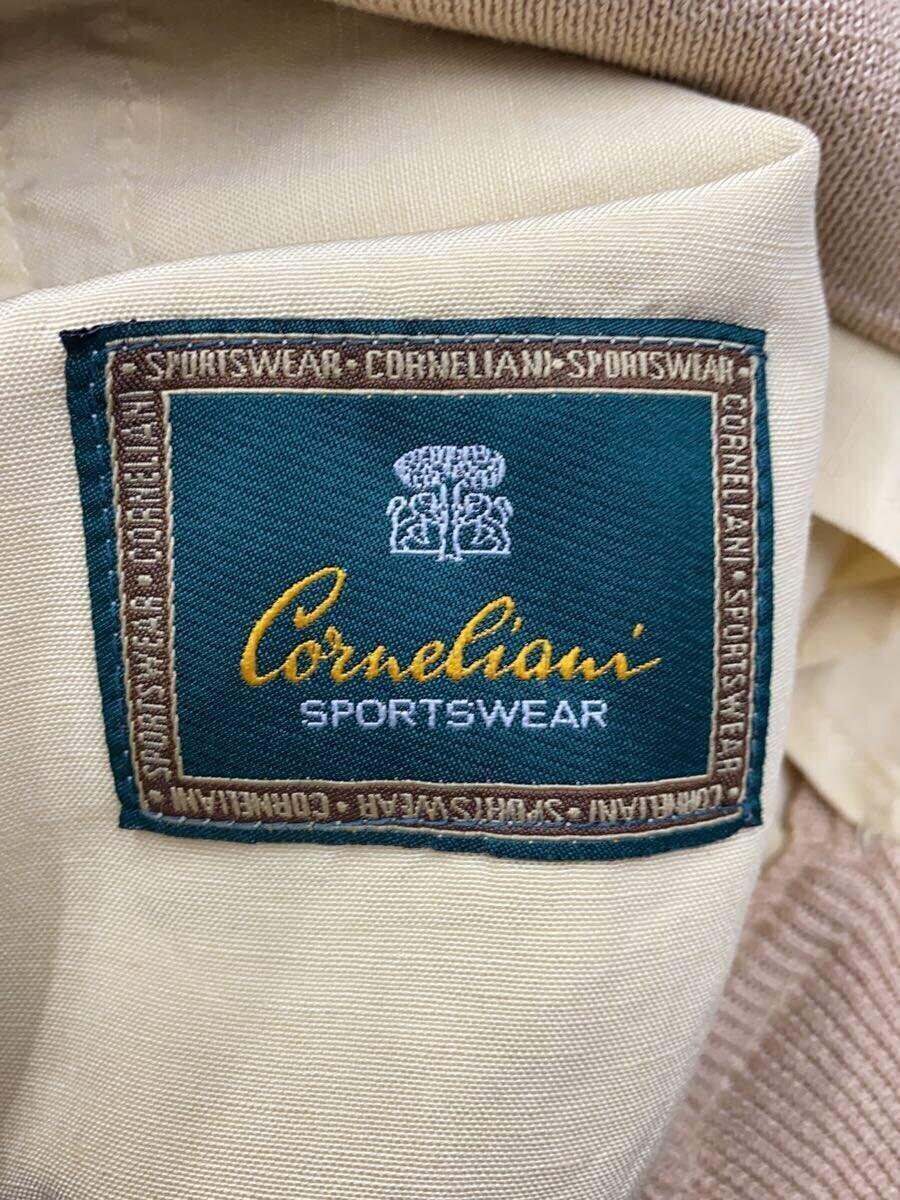 • SPORTSWEAR • CORNELIANI • SPORTSWEAR •
CORNELIANI • SPORTSWEAR
CORNELIANI • SPORTSWEAR • CORNELIANI
SPORTSWEAR • CORNELIANI
Corneliani
SPORTSWEAR